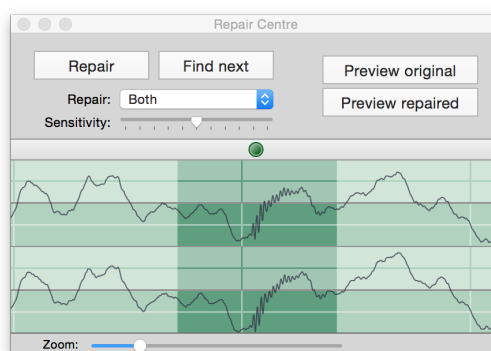 Repair Centre
Repair
Find next
Preview original
Repair: Both
Preview repaired
Sensitivity:
Zoom: